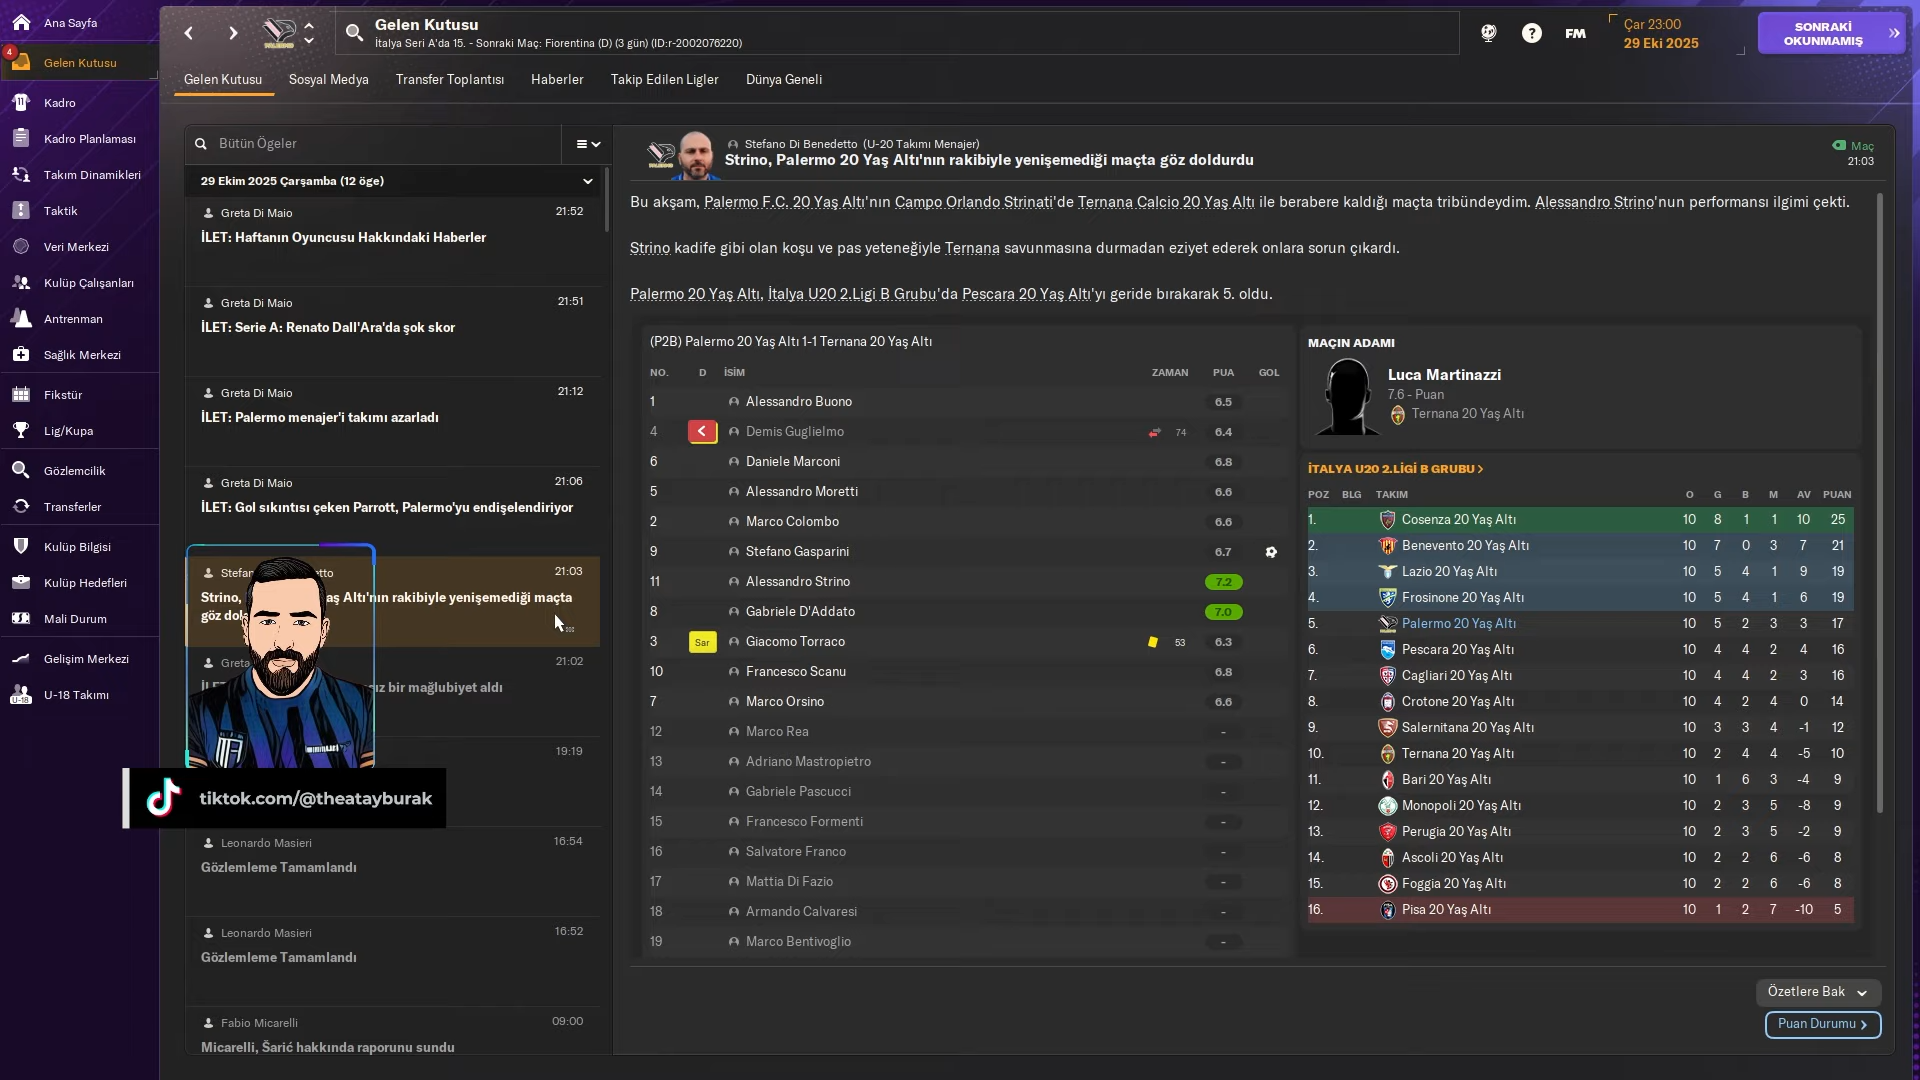 Ana Sayfa
4
Gelen Kutusu
Kadro
Kadro Planlaması
Takım Dinamikleri
Taktik
Veri Merkezi
Kulüp Çalışanları
Antrenman
Sağlık Merkezi
Fikstür
Lig/Kupa
Gözlemcilik
Transferler
Kulüp Bilgisi
Kulüp Hedefleri
Mali Durum
Gelişim Merkezi
U-18 Takımı
Gelen Kutusu
İtalya Seri A'da 15. - Sonraki Maç: Fiorentina (D) (3 gün) (ID:r-2002076220)
FM
Çar 23:00
29 Eki 2025
SONRAKİ
OKUNMAMIŞ
Gelen Kutusu Sosyal Medya Transfer Toplantısı Haberler Takip Edilen Ligler Dünya Geneli
Bütün Ögeler
29 Ekim 2025 Çarşamba (12 öge)
Greta Di Maio 21:52
İLET: Haftanın Oyuncusu Hakkındaki Haberler
Greta Di Maio 21:51
İLET: Serie A: Renato Dall'Ara'da şok skor
Greta Di Maio 21:12
İLET: Palermo menajer'i takımı azarladı
Greta Di Maio 21:06
İLET: Gol sıkıntısı çeken Parrott, Palermo'yu endişelendiriyor
21:03
Strino, aş Altı'nın rakibiyle yenişemediği maçta
göz
Greta 21:02
bir mağlubiyet aldı
19:19
tiktok.com/@theatayburak
Leonardo Masieri 16:54
Gözlemleme Tamamlandı
Leonardo Masieri 16:52
Gözlemleme Tamamlandı
Fabio Micarelli 09:00
Micarelli, Šarić hakkında raporunu sundu
Stefano Di Benedetto (U-20 Takımı Menajer)
Strino, Palermo 20 Yaş Altı'nın rakibiyle yenişemediği maçta göz doldurdu
Maç
21:03
Bu akşam, Palermo F.C. 20 Yaş Altı'nın Campo Orlando Strinati'de Ternana Calcio 20 Yaş Altı ile berabere kaldığı maçta tribündeydim. Alessandro Strino'nun performansı ilgimi çekti.
Strino kadife gibi olan koşu ve pas yeteneğiyle Ternana savunmasına durmadan eziyet ederek onlara sorun çıkardı.
Palermo 20 Yaş Altı, İtalya U20 2.Ligi B Grubu'da Pescara 20 Yaş Altı'yı geride bırakarak 5. oldu.
(P2B) Palermo 20 Yaş Altı 1-1 Ternana 20 Yaş Altı
NO. D İSİM ZAMAN PUA GOL
1 Alessandro Buono 6.5
4 Demis Guglielmo 74 6.4
6 Daniele Marconi 6.8
5 Alessandro Moretti 6.6
2 Marco Colombo 6.6
9 Stefano Gasparini 6.7
11 Alessandro Strino 7.2
8 Gabriele D'Addato 7.0
3 Sar Giacomo Torraco 53 6.3
10 Francesco Scanu 6.8
7 Marco Orsino 6.6
12 Marco Rea -
13 Adriano Mastropietro -
14 Gabriele Pascucci -
15 Francesco Formenti -
16 Salvatore Franco -
17 Mattia Di Fazio -
18 Armando Calvaresi -
19 Marco Bentivoglio -
MAÇIN ADAMI
Luca Martinazzi
7.6 - Puan
Ternana 20 Yaş Altı
İTALYA U20 2.LİGİ B GRUBU >
POZ BLG TAKIM O G B M AV PUAN
1. Cosenza 20 Yaş Altı 10 8 1 1 10 25
2. Benevento 20 Yaş Altı 10 7 0 3 7 21
3. Lazio 20 Yaş Altı 10 5 4 1 9 19
4. Frosinone 20 Yaş Altı 10 5 4 1 6 19
5. Palermo 20 Yaş Altı 10 5 2 3 3 17
6. Pescara 20 Yaş Altı 10 4 4 2 4 16
7. Cagliari 20 Yaş Altı 10 4 4 2 3 16
8. Crotone 20 Yaş Altı 10 4 2 4 0 14
9. Salernitana 20 Yaş Altı 10 3 3 4 -1 12
10. Ternana 20 Yaş Altı 10 2 4 4 -5 10
11. Bari 20 Yaş Altı 10 1 6 3 -4 9
12. Monopoli 20 Yaş Altı 10 2 3 5 -8 9
13. Perugia 20 Yaş Altı 10 2 3 5 -2 9
14. Ascoli 20 Yaş Altı 10 2 2 6 -6 8
15. Foggia 20 Yaş Altı 10 2 2 6 -6 8
16. Pisa 20 Yaş Altı 10 1 2 7 -10 5
Özetlere Bak
Puan Durumu >